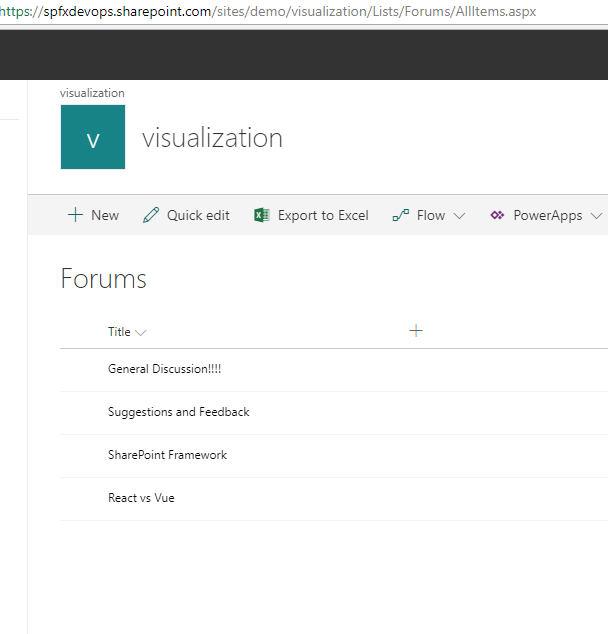 https://spfxdevops.sharepoint.com/sites/demo/visualization/Lists/Forums/AllItems.aspx
visualization
v visualization
New Quick edit Export to Excel Flow PowerApps
Forums
Title
General Discussion!!!!
Suggestions and Feedback
SharePoint Framework
React vs Vue